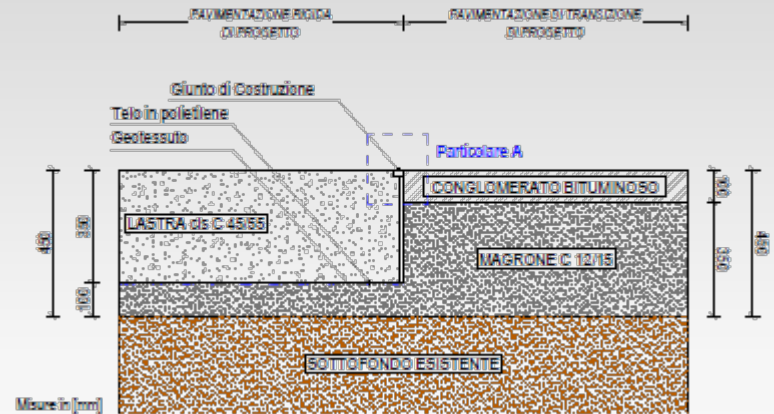 PAVIMENTAZIONE RIGIDA
DI PROGETTO
PAVIMENTAZIONE DI TRANSIZIONE
DI PROGETTO
Giunto di Costruzione
Telo in polietilene
Geotessuto
Particolare A
CONGLOMERATO BITUMINOSO
LASTRA cls C 45/55
MAGRONE C 12/15
450
350
100
100
350
450
SOTTOFONDO ESISTENTE
Misure in [mm]